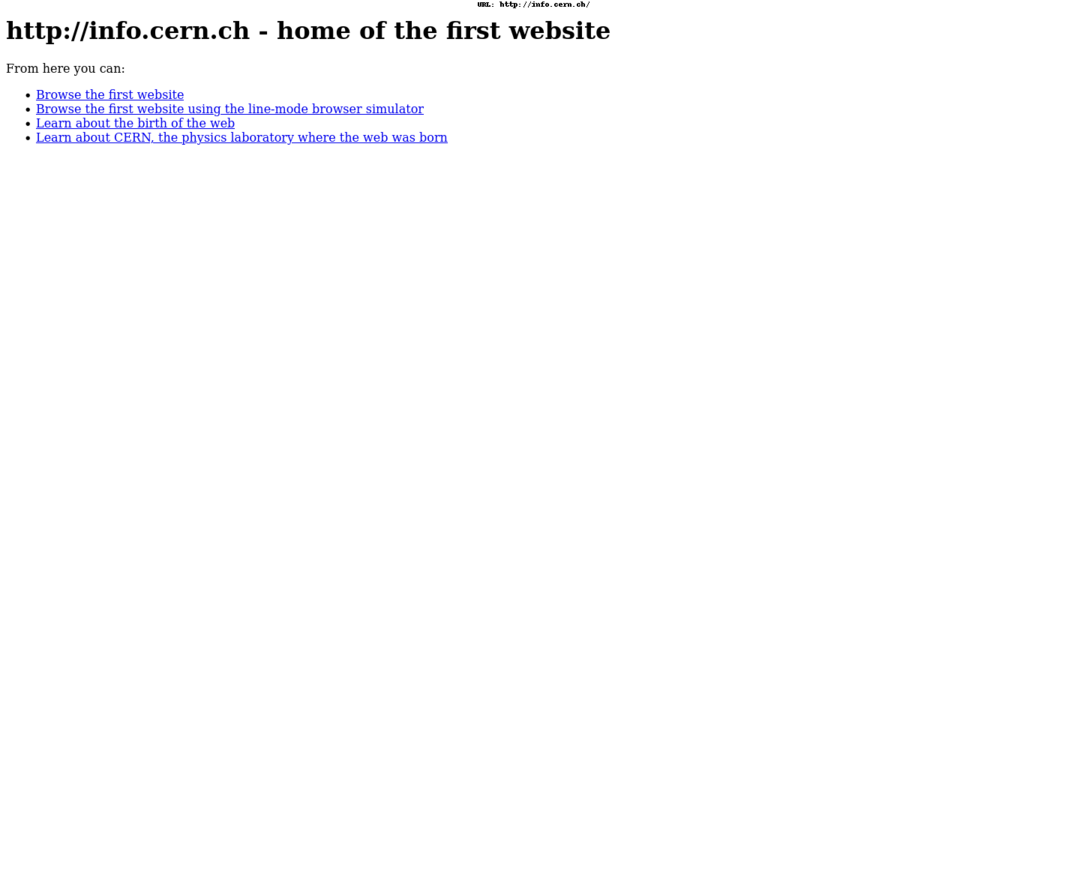 URL: http://info.cern.ch/
http://info.cern.ch - home of the first website
From here you can:
Browse the first website
Browse the first website using the line-mode browser simulator
Learn about the birth of the web
Learn about CERN, the physics laboratory where the web was born